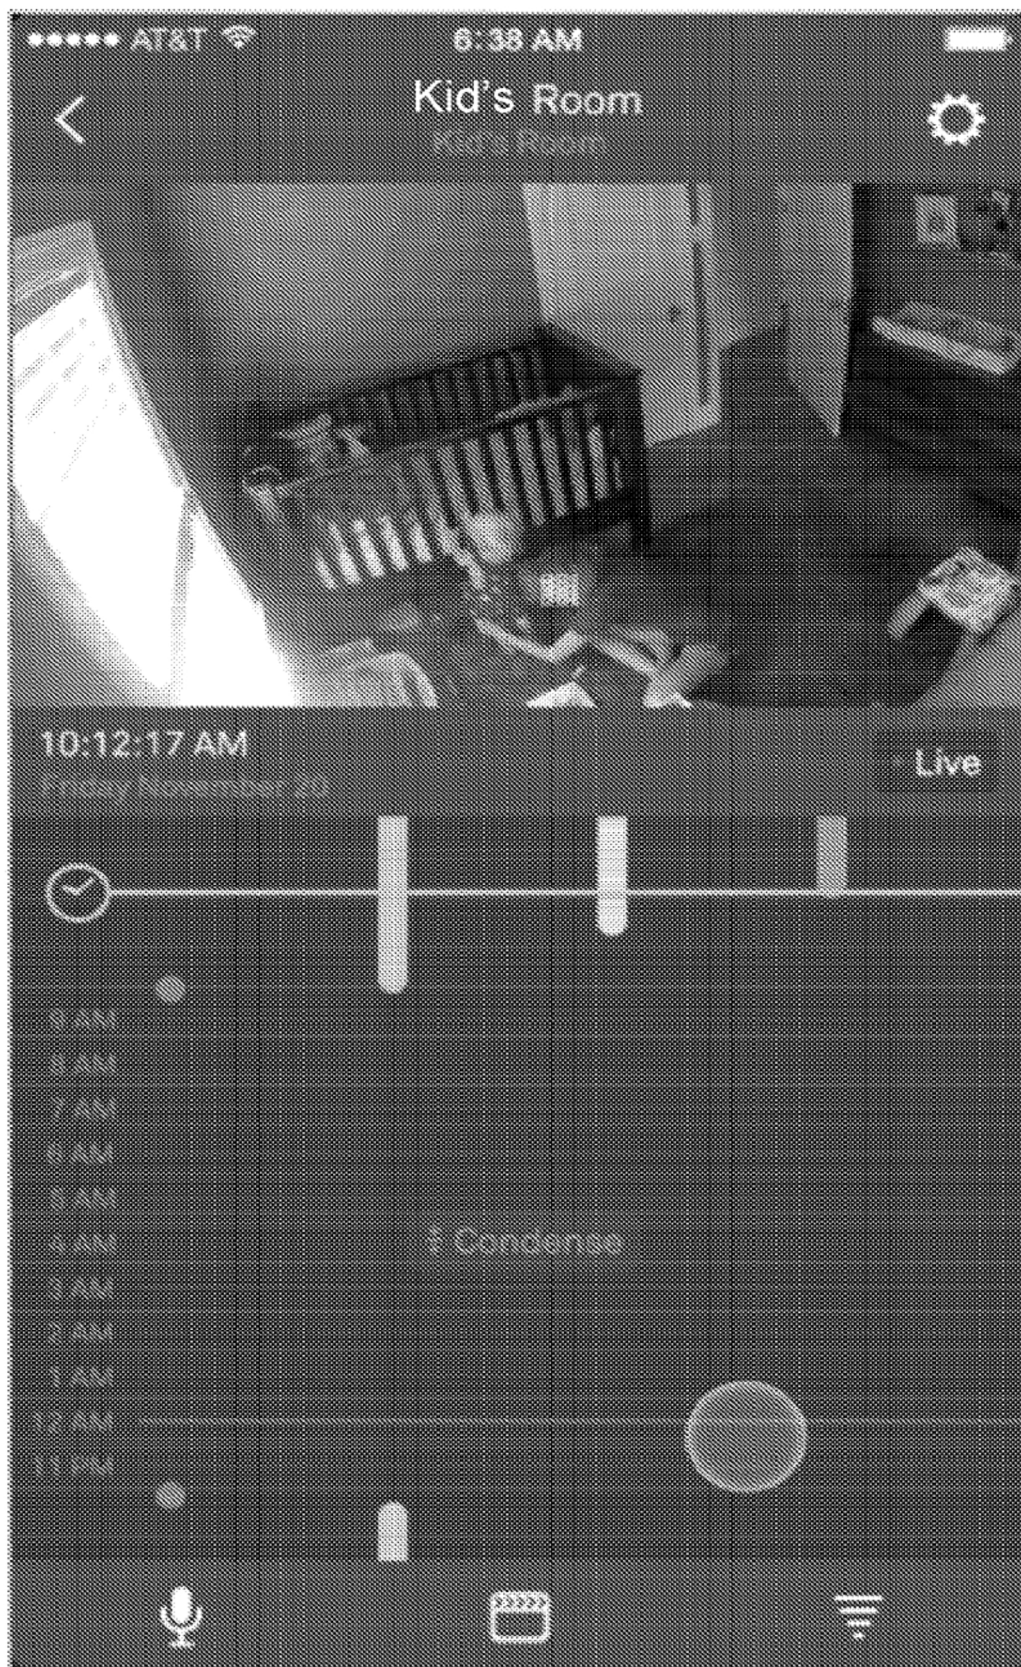 AT&T 6:38 AM
Kid's Room
Kid's Room
10:12:17 AM
Live
Friday November 20
9 AM
8 AM
7 AM
6 AM
5 AM
4 AM
Condense
3 AM
2 AM
1 AM
12 AM
11 PM